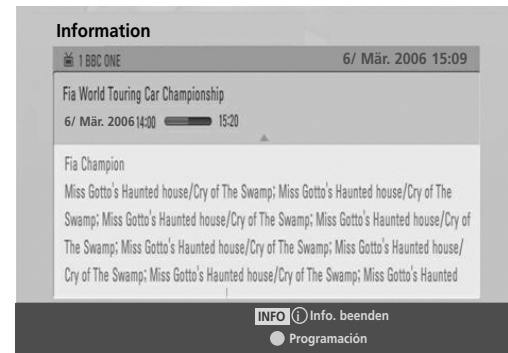 Information
1 BBC ONE 6/ Mär. 2006 15:09
Fia World Touring Car Championship
6/ Mär. 2006 14:00 15:20
Fia Champion
Miss Gotto's Haunted house/Cry of The Swamp; Miss Gotto's Haunted house/Cry of The
Swamp; Miss Gotto's Haunted house/Cry of The Swamp; Miss Gotto's Haunted house/Cry of
The Swamp; Miss Gotto's Haunted house/Cry of The Swamp; Miss Gotto's Haunted house/
Cry of The Swamp; Miss Gotto's Haunted house/Cry of The Swamp; Miss Gotto's Haunted
INFO i Info. beenden
Programación